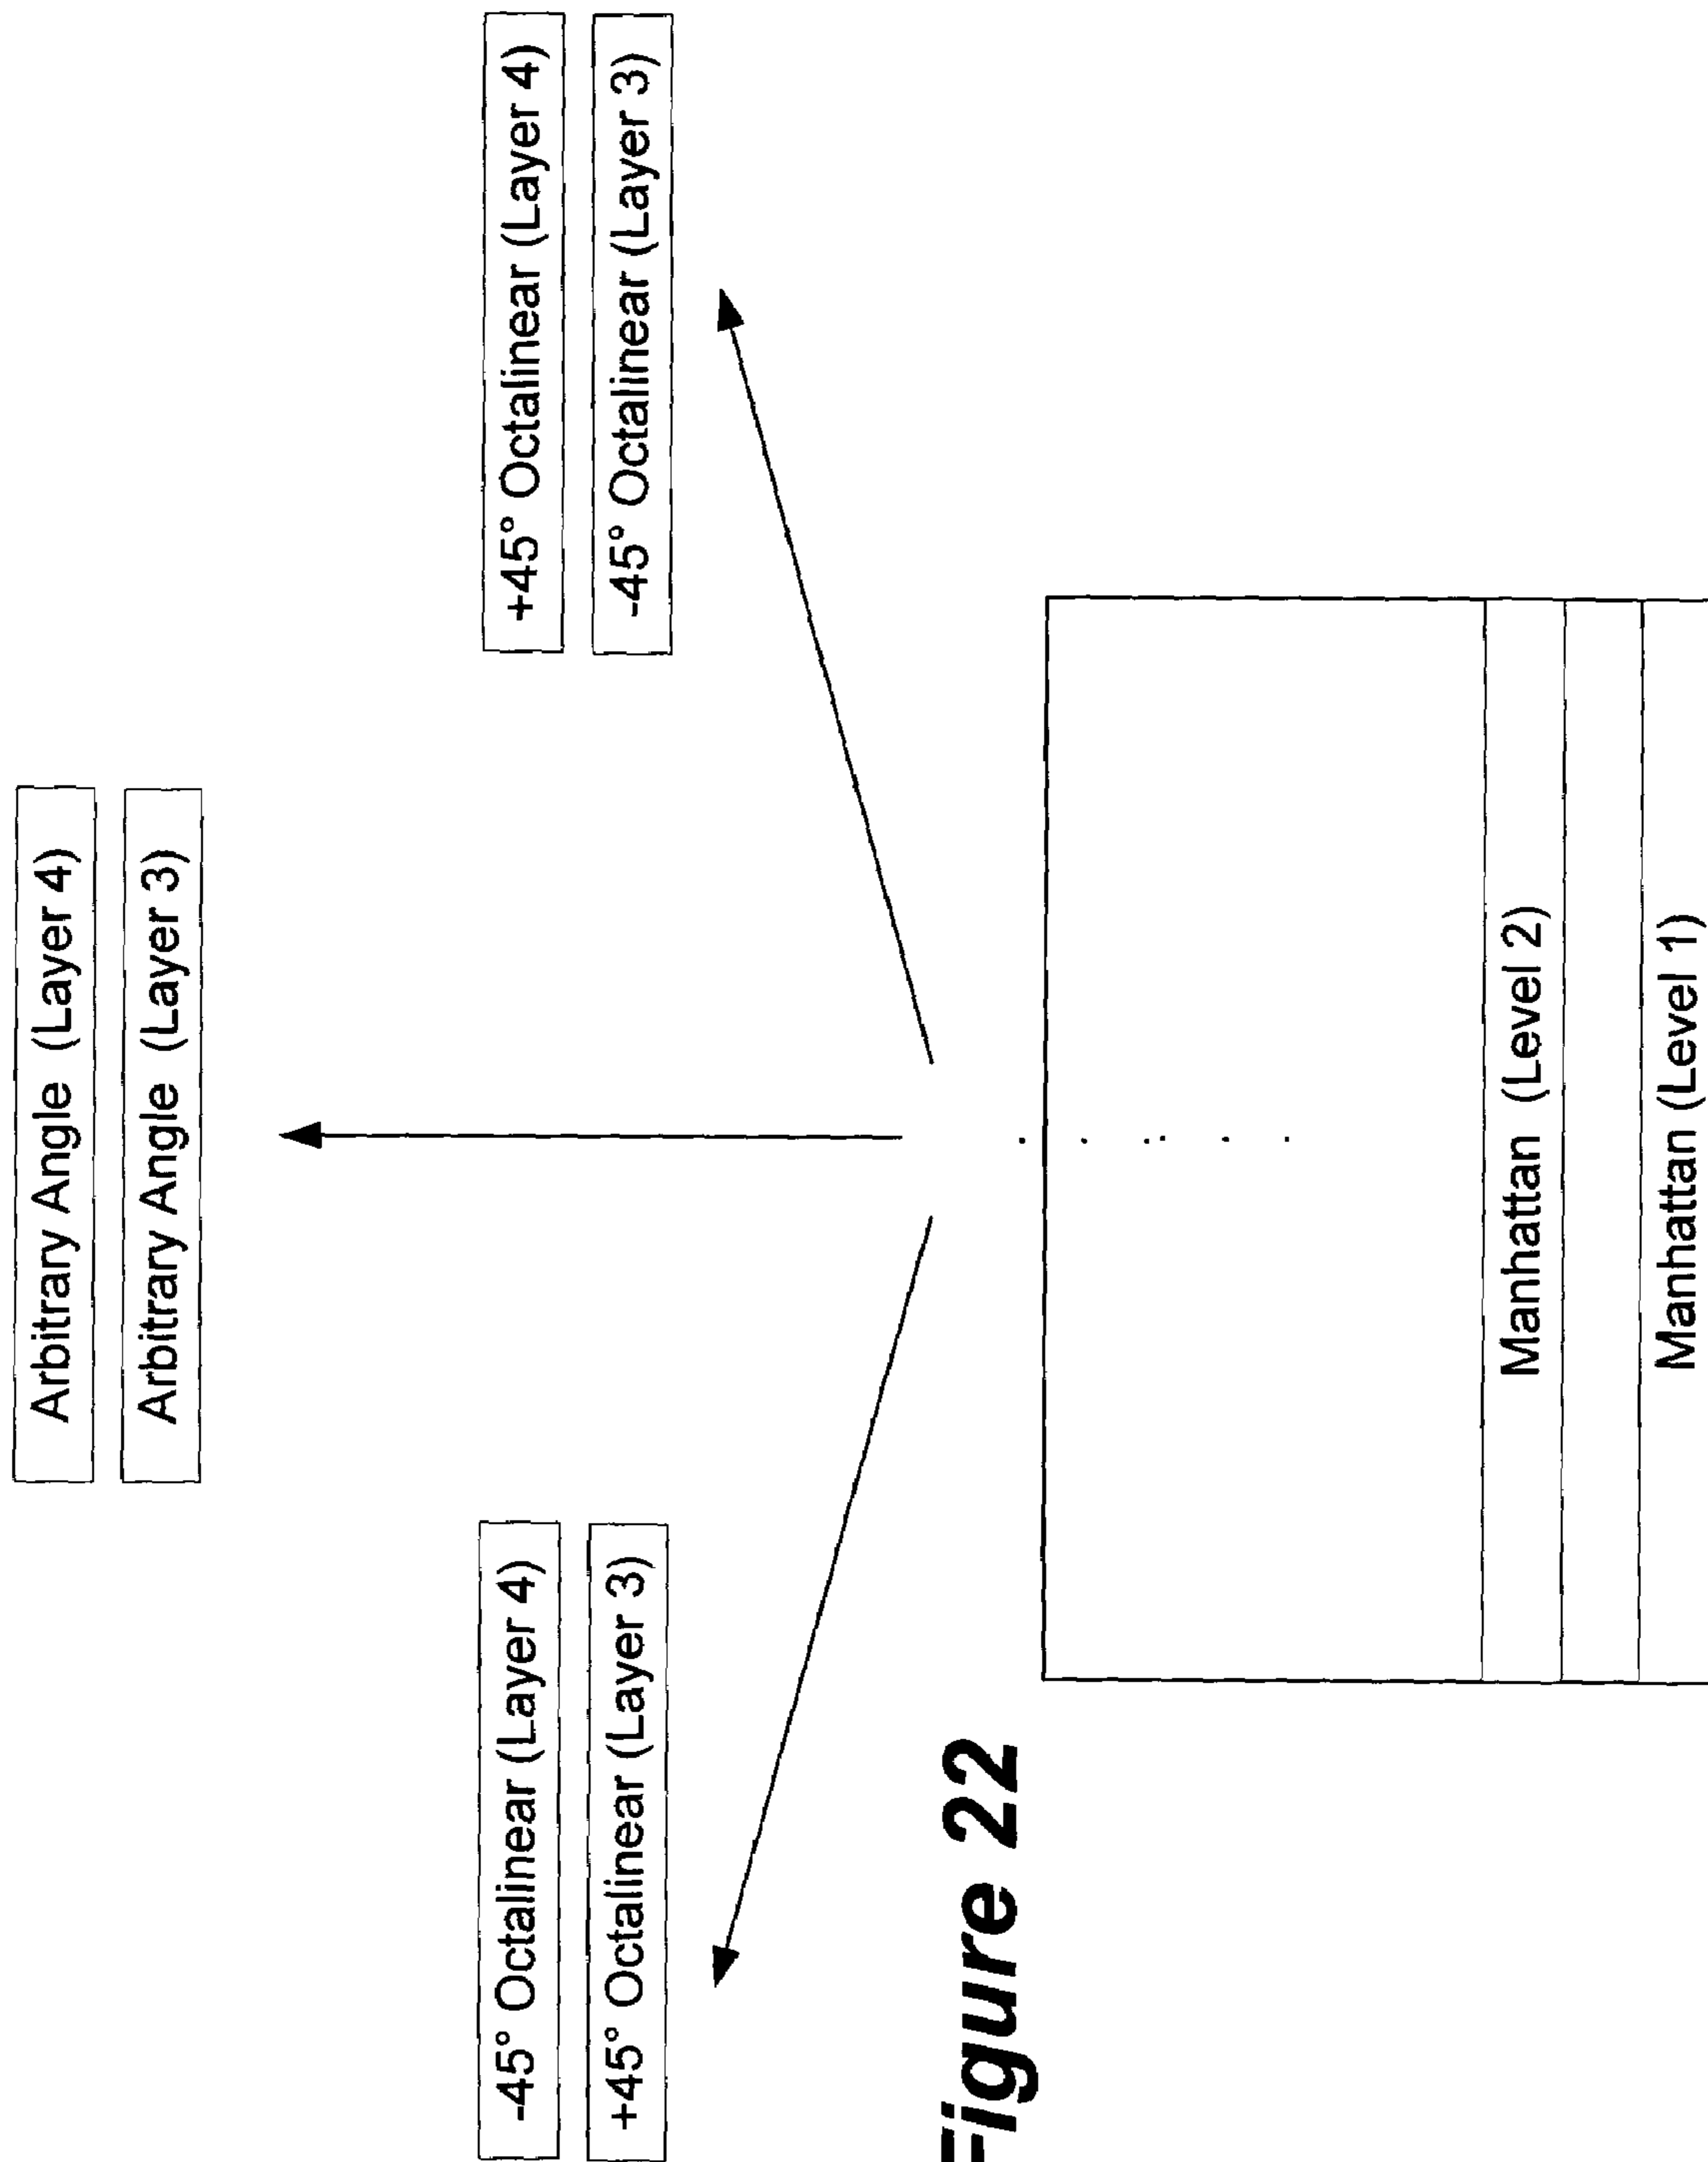 Arbitrary Angle (Layer 4)
Arbitrary Angle (Layer 3)
-45° Octalinear (Layer 4)
+45° Octalinear (Layer 3)
+45° Octalinear (Layer 4)
-45° Octalinear (Layer 3)
Manhattan (Level 2)
Manhattan (Level 1)
Figure 22